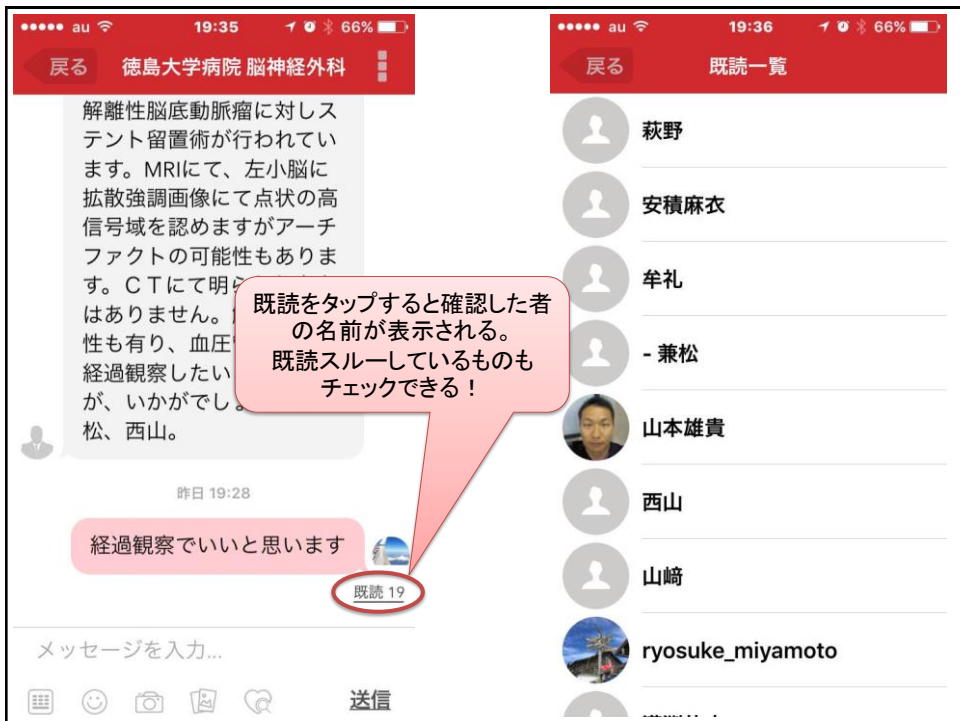 au 19:35 66%
戻る 徳島大学病院 脳神経外科
解離性脳底動脈瘤に対しス
テント留置術が行われてい
ます。MRIにて、左小脳に
拡散強調画像にて点状の高
信号域を認めますがアーチ
ファクトの可能性もありま
す。ＣＴにて明ら
はありません。
性も有り、血圧
経過観察したい
が、いかがでしょ
松、西山。
昨日 19:28
経過観察でいいと思います
既読 19
メッセージを入力...
送信
既読をタップすると確認した者
の名前が表示される。
既読スルーしているものも
チェックできる！
au 19:36 66%
戻る 既読一覧
萩野
安積麻衣
牟礼
- 兼松
山本雄貴
西山
山﨑
ryosuke_miyamoto